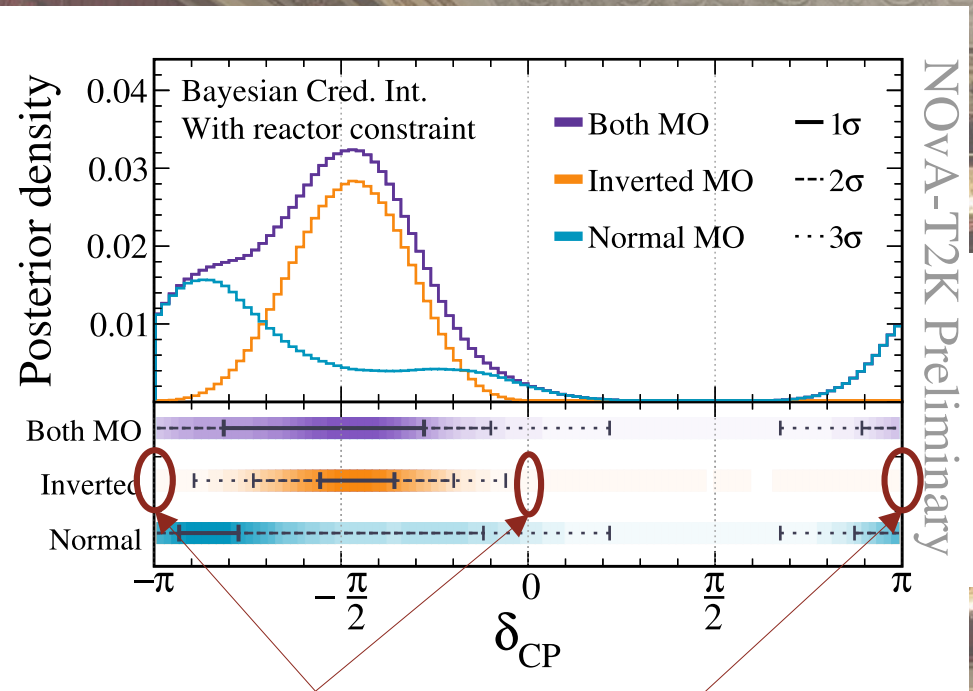 Posterior density
0.04
0.03
0.02
0.01
Bayesian Cred. Int.
With reactor constraint
Both MO
Inverted MO
Normal MO
1σ
2σ
3σ
Both MO
Inverted
Normal
−π
−π/2
0
π/2
π
δCP
NOvA-T2K Preliminary